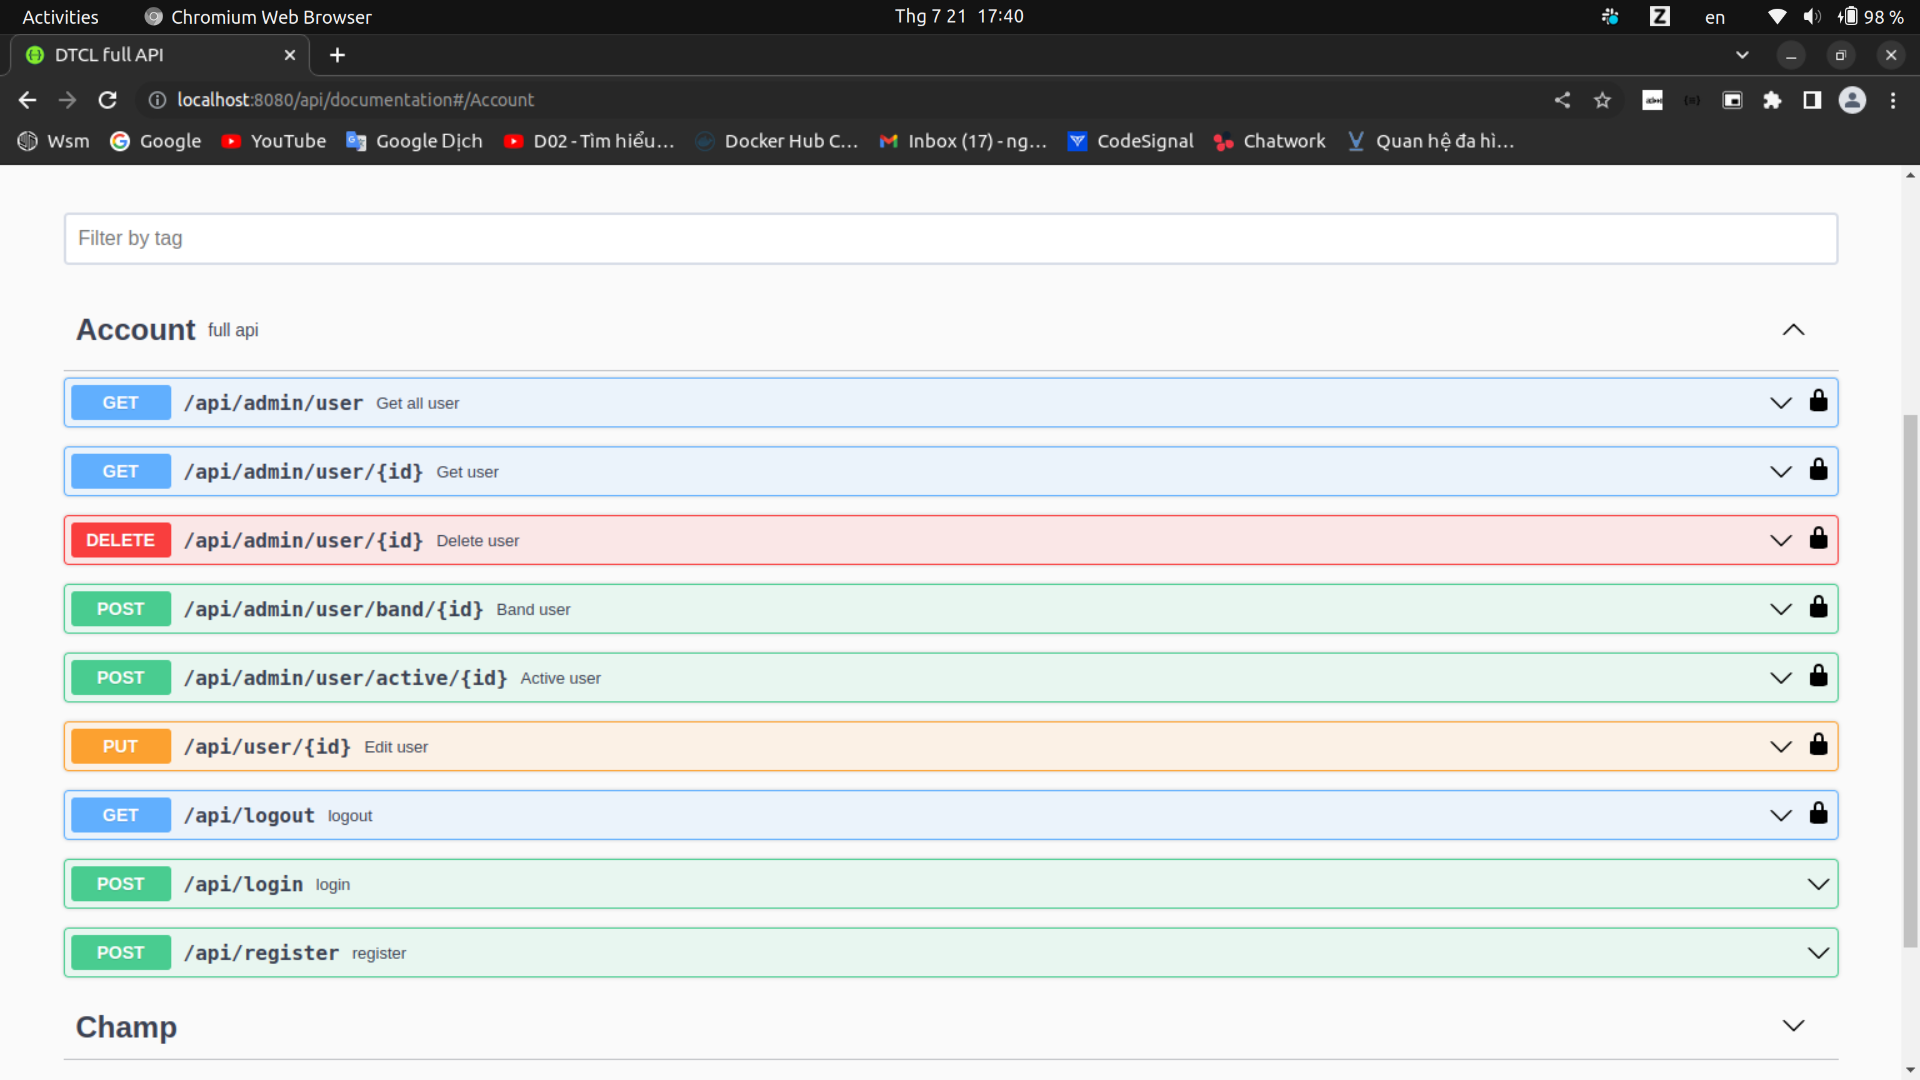 Activities Chromium Web Browser Thg 7 21 17:40 en 98 %
DTCL full API
localhost:8080/api/documentation#/Account
Wsm Google YouTube Google Dịch D02 - Tìm hiểu… Docker Hub C… Inbox (17) - ng… CodeSignal Chatwork Quan hệ đa hì…
Filter by tag
Account full api
GET /api/admin/user Get all user
GET /api/admin/user/{id} Get user
DELETE /api/admin/user/{id} Delete user
POST /api/admin/user/band/{id} Band user
POST /api/admin/user/active/{id} Active user
PUT /api/user/{id} Edit user
GET /api/logout logout
POST /api/login login
POST /api/register register
Champ